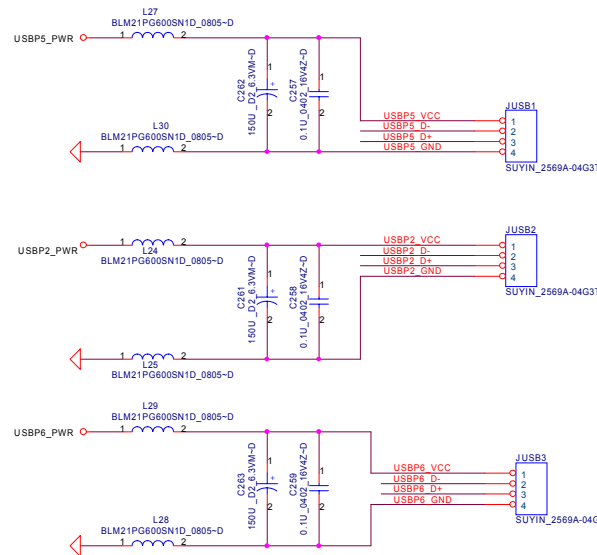 L27
BLM21PG600SN1D_0805~D
USBP5_PWR
1 2
C262
150U_D2_6.3VM~D
1
+
2
C257
0.1U_0402_16V4Z~D
1
2
L30
BLM21PG600SN1D_0805~D
1 2
JUSB1
USBP5_VCC 1
USBP5_D- 2
USBP5_D+ 3
USBP5_GND 4
SUYIN_2569A-04G3T
USBP2_PWR
1 2
L24
BLM21PG600SN1D_0805~D
C261
150U_D2_6.3VM~D
1
+
2
C258
0.1U_0402_16V4Z~D
1
2
1 2
L25
BLM21PG600SN1D_0805~D
JUSB2
USBP2_VCC 1
USBP2_D- 2
USBP2_D+ 3
USBP2_GND 4
SUYIN_2569A-04G3T
L29
BLM21PG600SN1D_0805~D
USBP6_PWR
1 2
C263
150U_D2_6.3VM~D
1
+
2
C259
0.1U_0402_16V4Z~D
1
2
L28
BLM21PG600SN1D_0805~D
1 2
JUSB3
USBP6_VCC 1
USBP6_D- 2
USBP6_D+ 3
USBP6_GND 4
SUYIN_2569A-04G